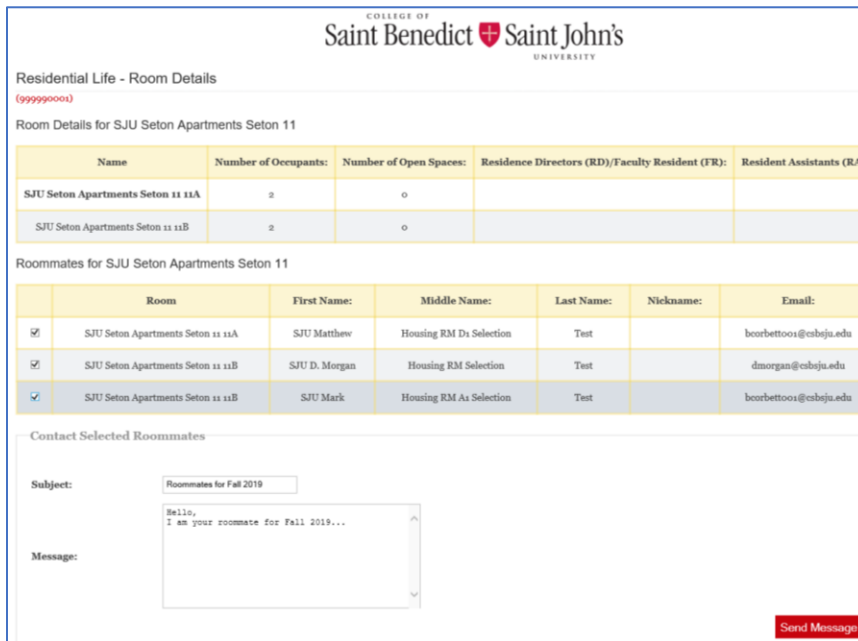 COLLEGE OF
Saint Benedict Saint John's
UNIVERSITY
Residential Life - Room Details
(999990001)
Room Details for SJU Seton Apartments Seton 11
Name Number of Occupants: Number of Open Spaces: Residence Directors (RD)/Faculty Resident (FR): Resident Assistants (RA
SJU Seton Apartments Seton 11 11A 2 0
SJU Seton Apartments Seton 11 11B 2 0
Roommates for SJU Seton Apartments Seton 11
Room First Name: Middle Name: Last Name: Nickname: Email:
SJU Seton Apartments Seton 11 11A SJU Matthew Housing RM D1 Selection Test bcorbett001@csbsju.edu
SJU Seton Apartments Seton 11 11B SJU D. Morgan Housing RM Selection Test dmorgan@csbsju.edu
SJU Seton Apartments Seton 11 11B SJU Mark Housing RM A1 Selection Test bcorbett001@csbsju.edu
Contact Selected Roommates
Subject: Roommates for Fall 2019
Hello,
I am your roommate for Fall 2019...
Message:
Send Message